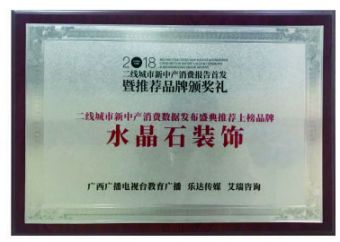 2018
二线城市新中产消费报告首发
暨推荐品牌颁奖礼
二线城市新中产消费数据发布盛典推荐上榜品牌
水晶石装饰
广西广播电视台教育广播 乐达传媒 艾瑞咨询